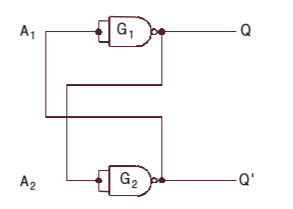 A₁ G₁ Q
A₂ G₂ Q'